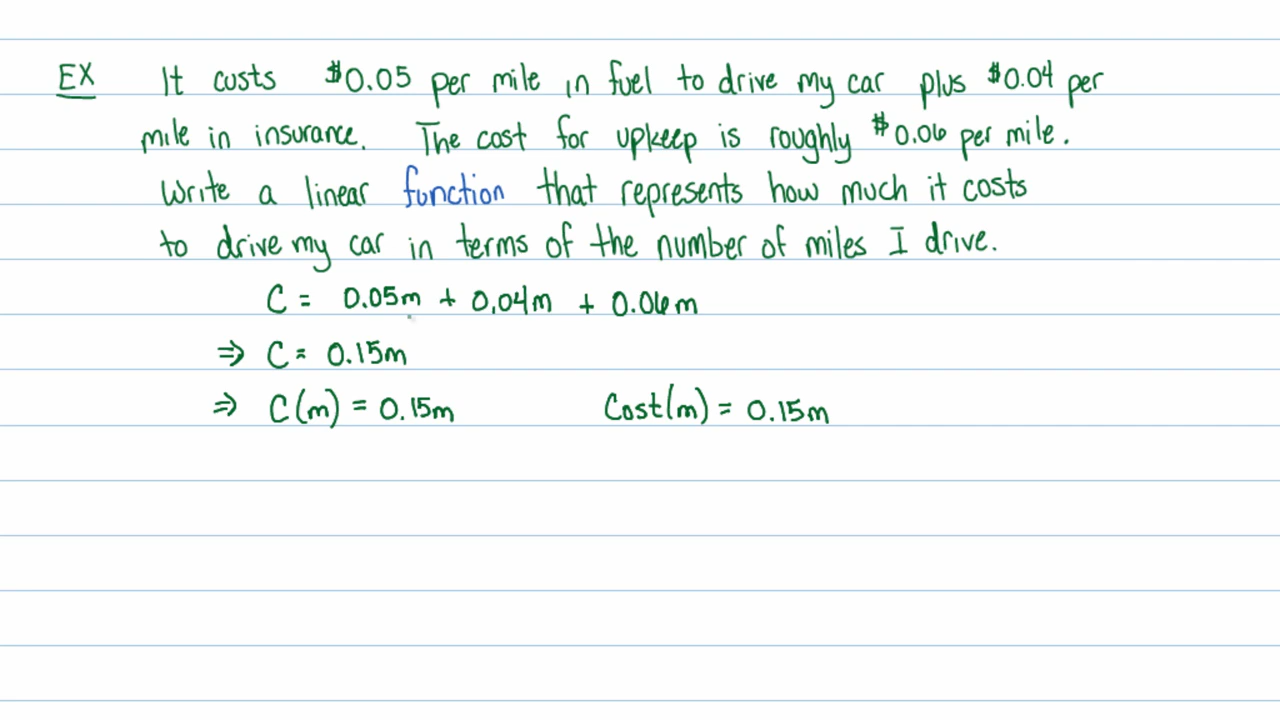 EX It costs $0.05 per mile in fuel to drive my car plus $0.04 per
mile in insurance. The cost for upkeep is roughly $0.06 per mile.
Write a linear function that represents how much it costs
to drive my car in terms of the number of miles I drive.
C = 0.05m + 0.04m + 0.06m
⇒ C = 0.15m
⇒ C(m) = 0.15m Cost(m) = 0.15m